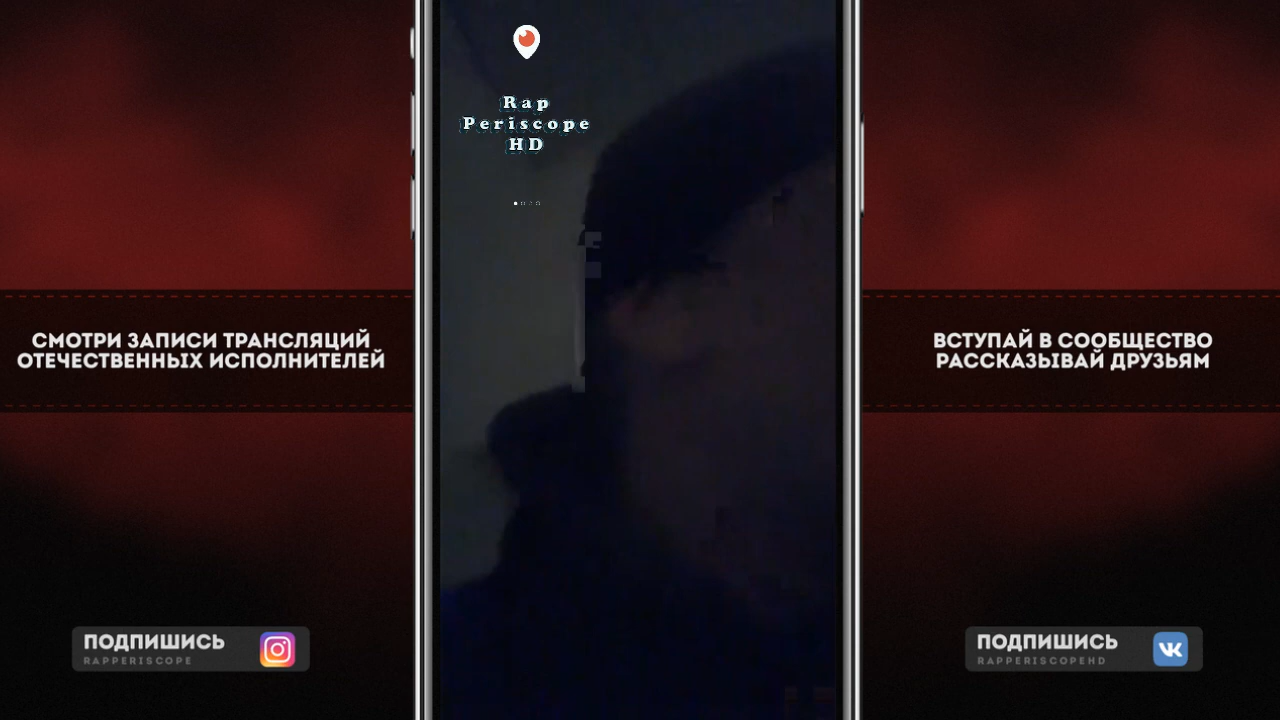 Rap
Periscope
HD
СМОТРИ ЗАПИСИ ТРАНСЛЯЦИЙ
ОТЕЧЕСТВЕННЫХ ИСПОЛНИТЕЛЕЙ
ВСТУПАЙ В СООБЩЕСТВО
РАССКАЗЫВАЙ ДРУЗЬЯМ
ПОДПИШИСЬ
RAPPERISCOPE
ПОДПИШИСЬ
RAPPERISCOPEHD